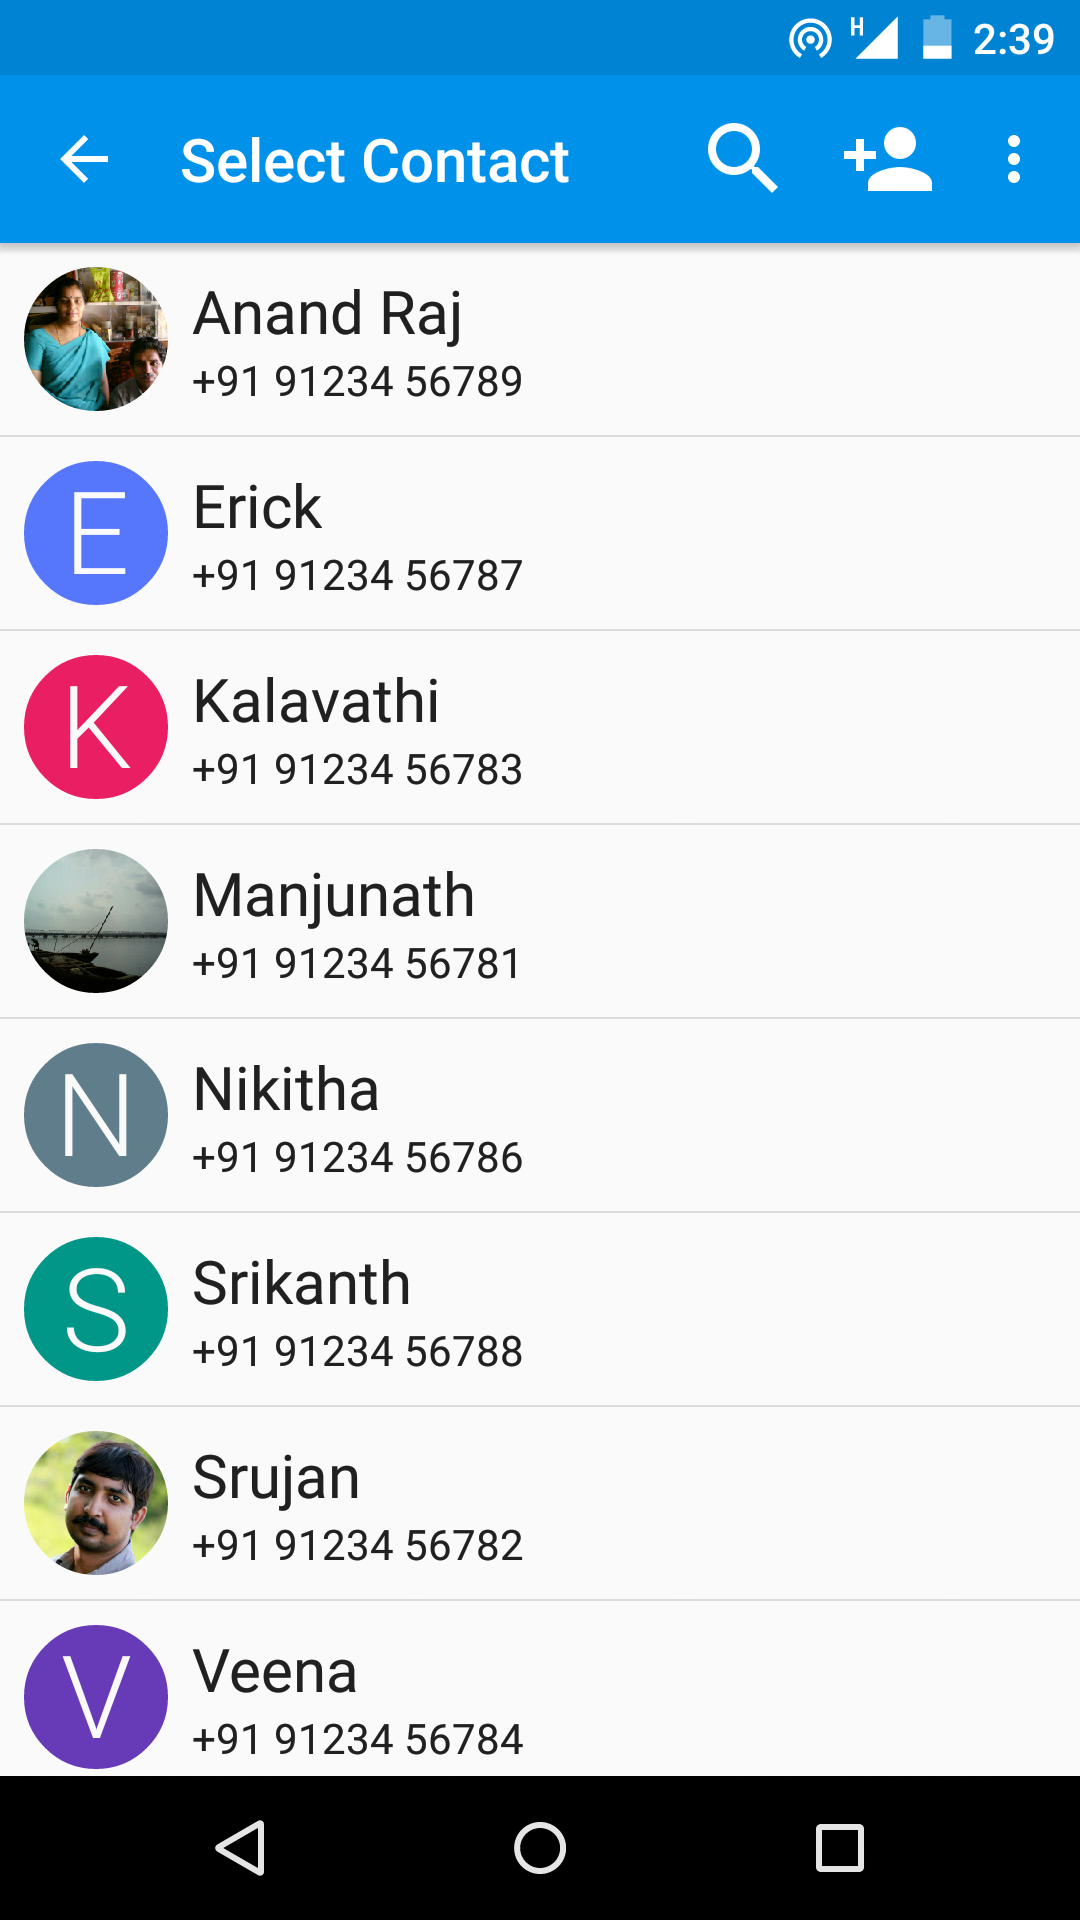 H 2:39
Select Contact
Anand Raj
+91 91234 56789
E
Erick
+91 91234 56787
K
Kalavathi
+91 91234 56783
Manjunath
+91 91234 56781
N
Nikitha
+91 91234 56786
S
Srikanth
+91 91234 56788
Srujan
+91 91234 56782
V
Veena
+91 91234 56784